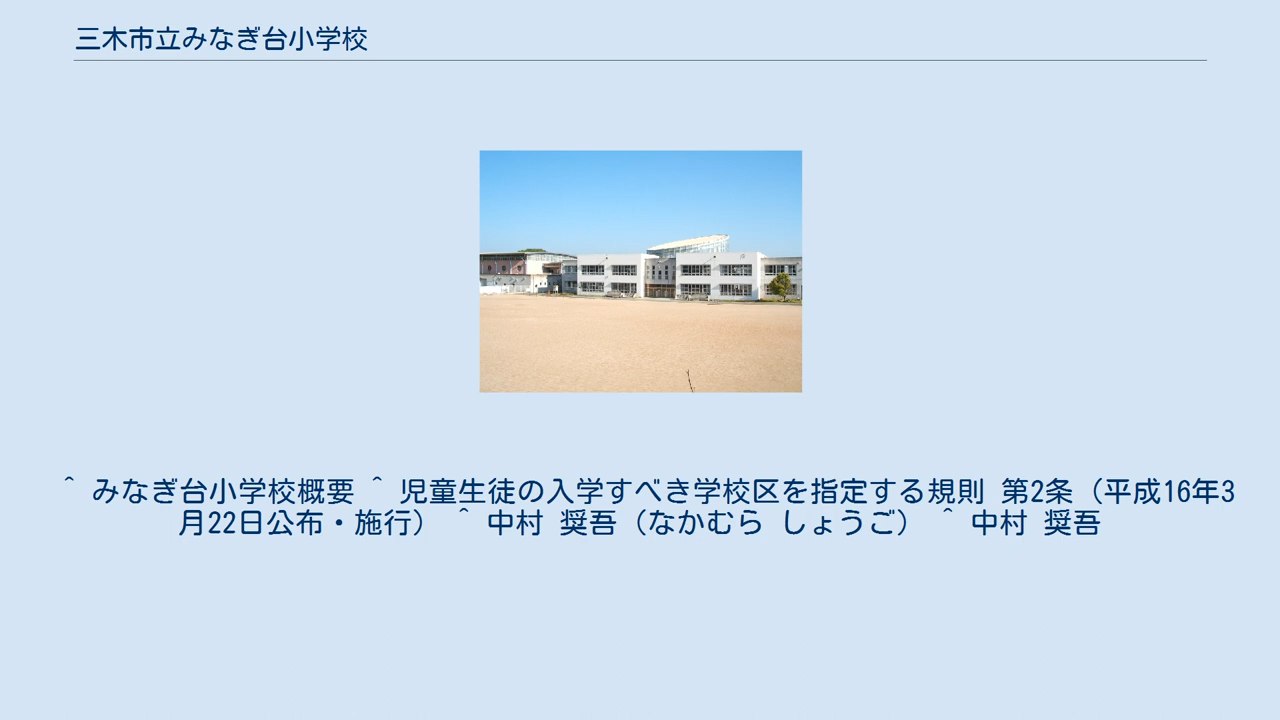 三木市立みなぎ台小学校
^ みなぎ台小学校概要 ^ 児童生徒の入学すべき学校区を指定する規則 第2条（平成16年3
月22日公布・施行） ^ 中村 奨吾（なかむら しょうご） ^ 中村 奨吾